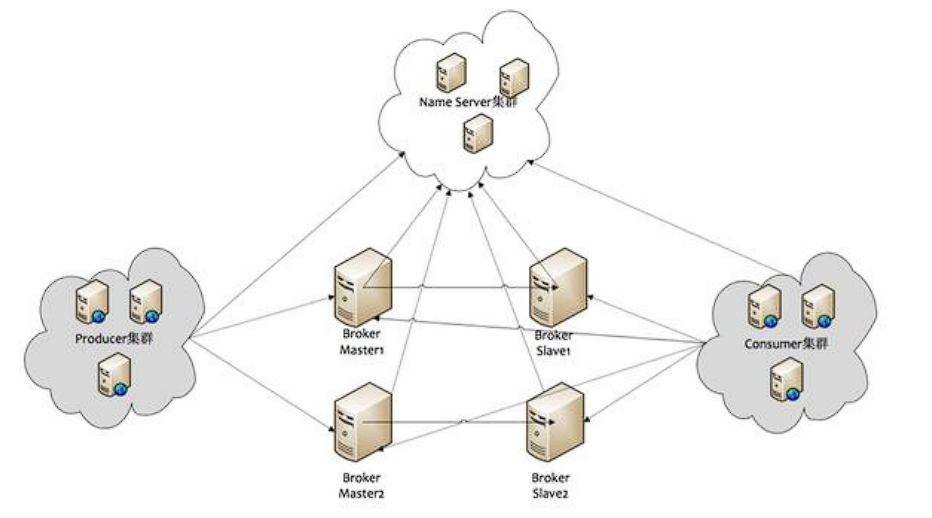 Name Server集群
Producer集群
Broker
Master1
Broker
Slave1
Consumer集群
Broker
Master2
Broker
Slave2